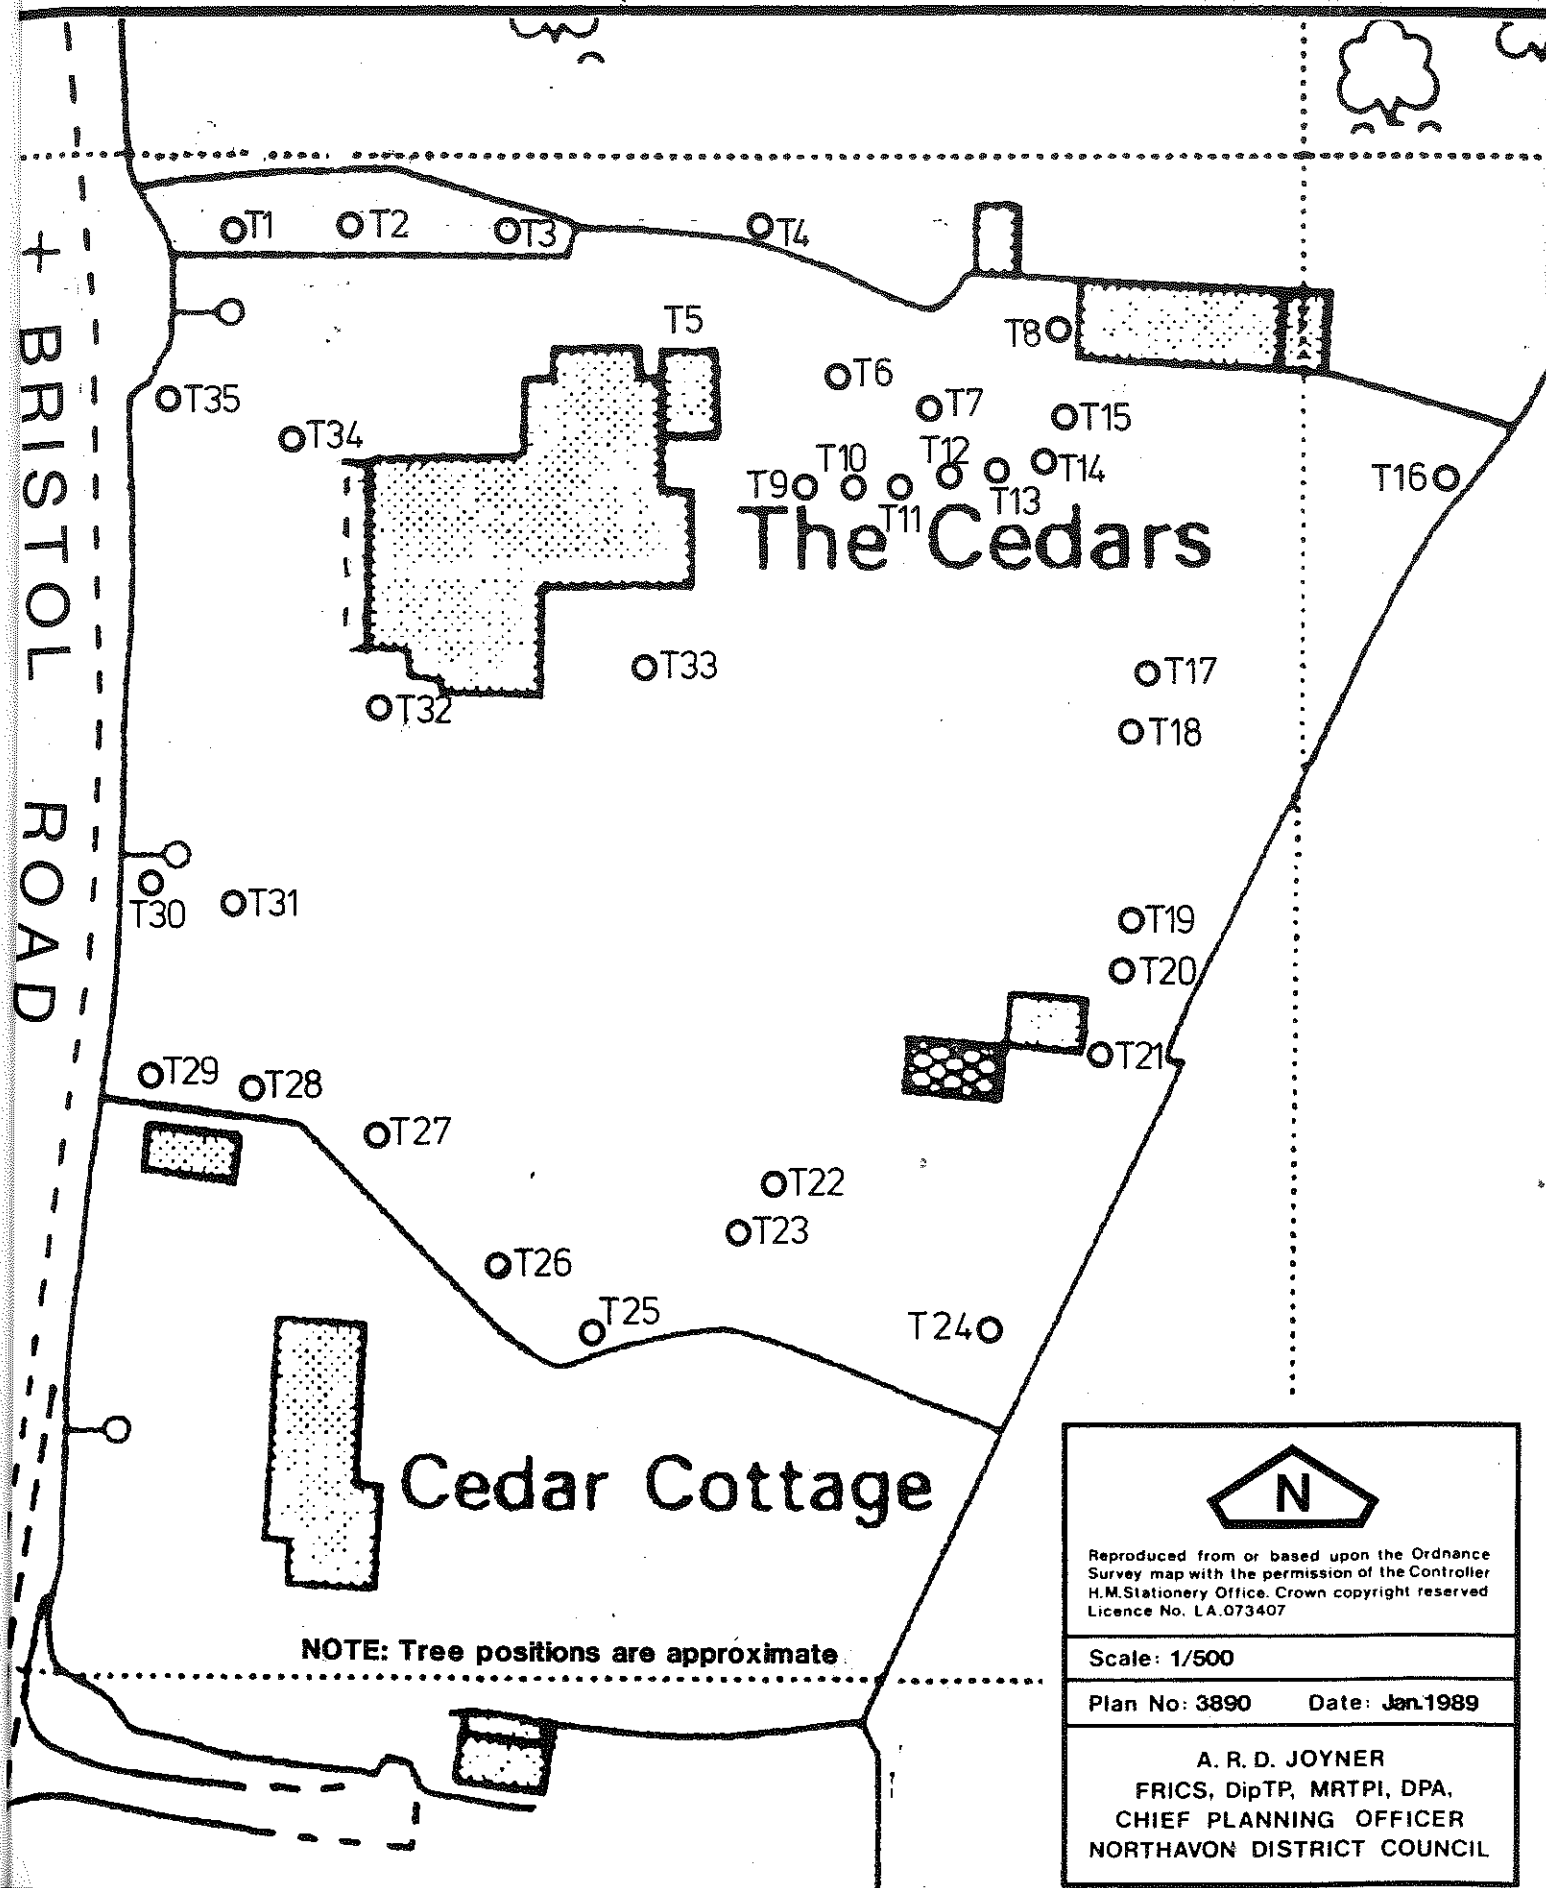 T1
T2
T3
T4
T5
T8
T6
T7
T35
T15
T34
T12
T10
T14
T16
T9
T13
T11
The Cedars
+ BRISTOL ROAD
T33
T17
T32
T18
T31
T30
T19
T20
T21
T29
T28
T27
T22
T23
T26
T25
T24
Cedar Cottage
NOTE: Tree positions are approximate
N
Reproduced from or based upon the Ordnance
Survey map with the permission of the Controller
H.M.Stationery Office. Crown copyright reserved
Licence No. LA.073407
Scale: 1/500
Plan No: 3890 Date: Jan.1989
A. R. D. JOYNER
FRICS, DipTP, MRTPI, DPA,
CHIEF PLANNING OFFICER
NORTHAVON DISTRICT COUNCIL